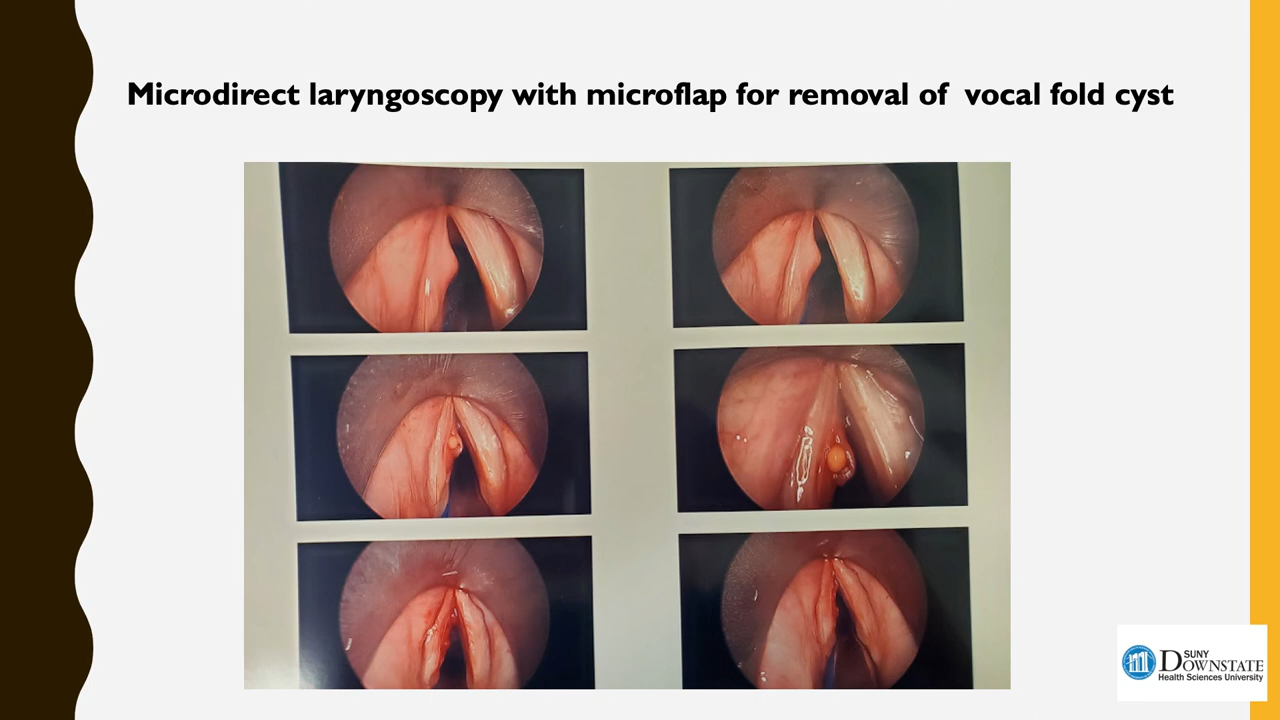 Microdirect laryngoscopy with microflap for removal of vocal fold cyst
SUNY
DOWNSTATE
Health Sciences University